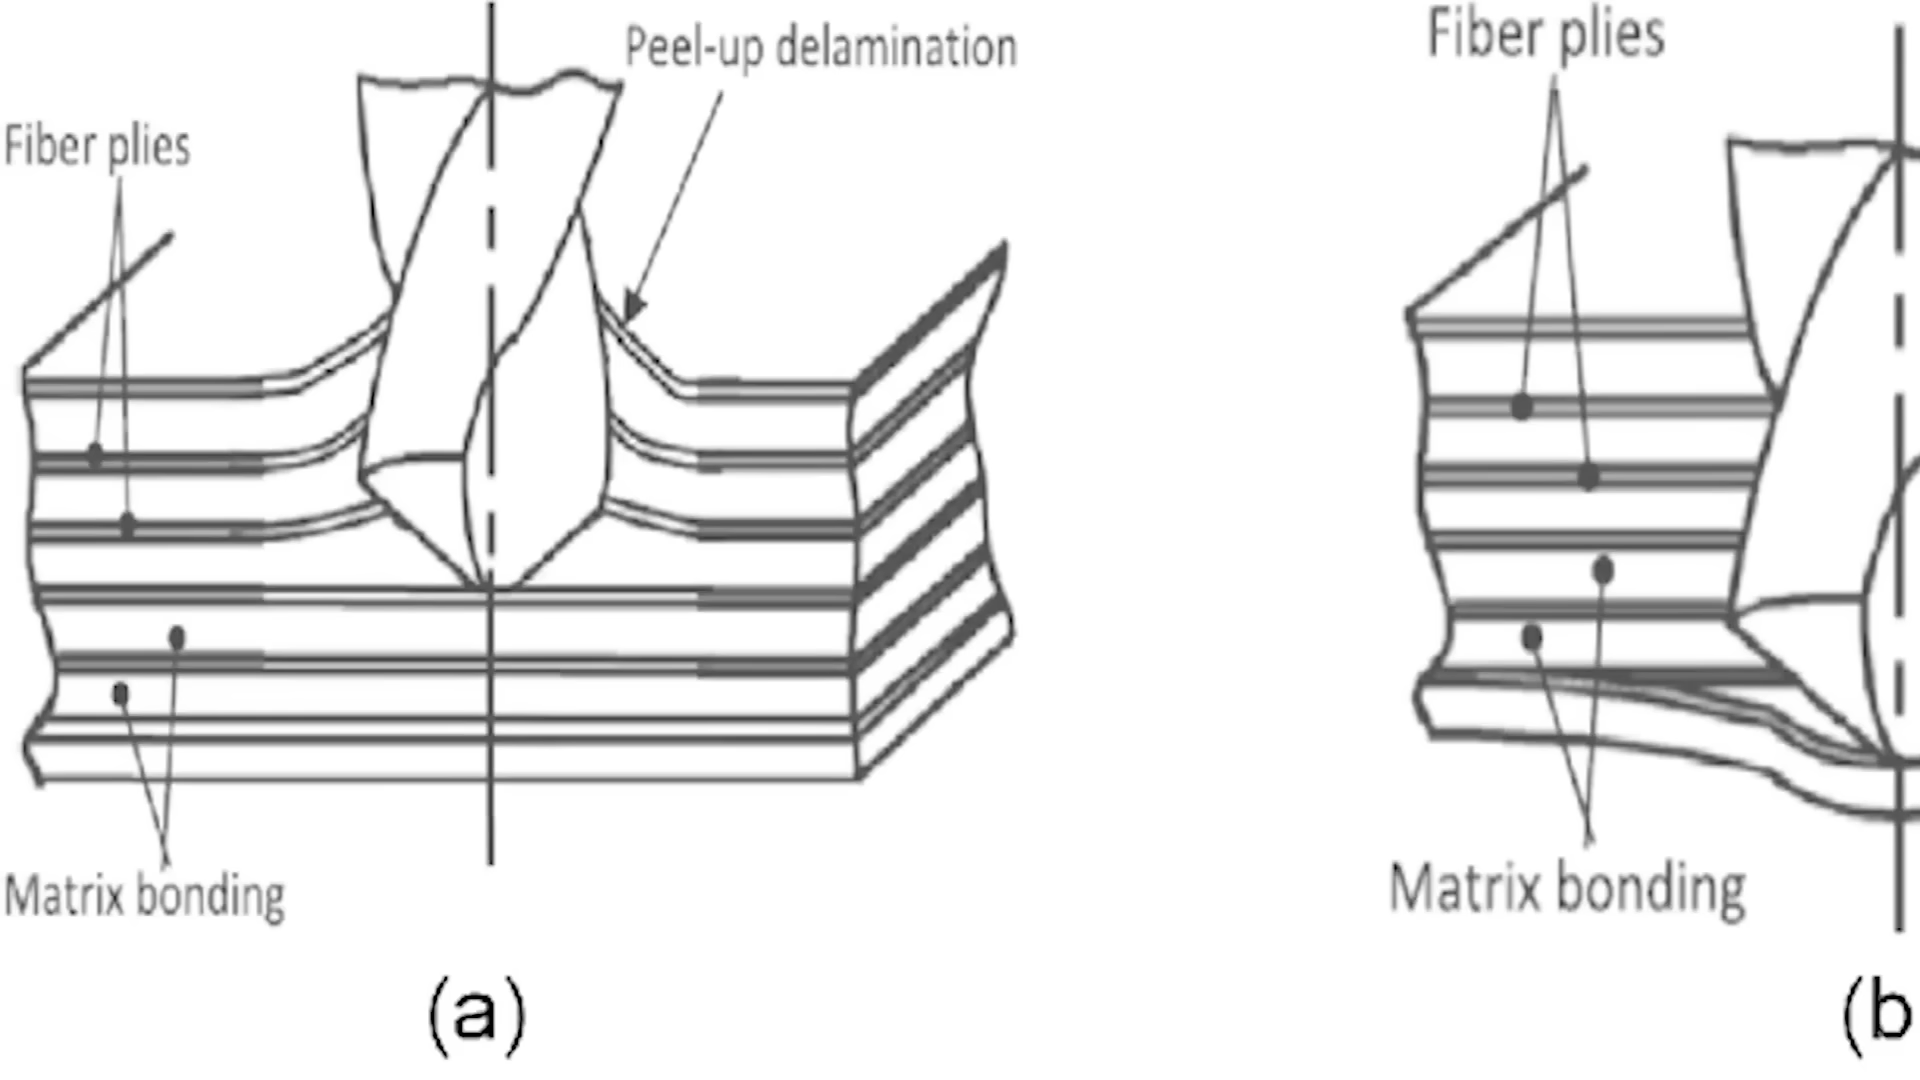 Peel-up delamination
Fiber plies
Matrix bonding
(a)
Fiber plies
Matrix bonding
(b